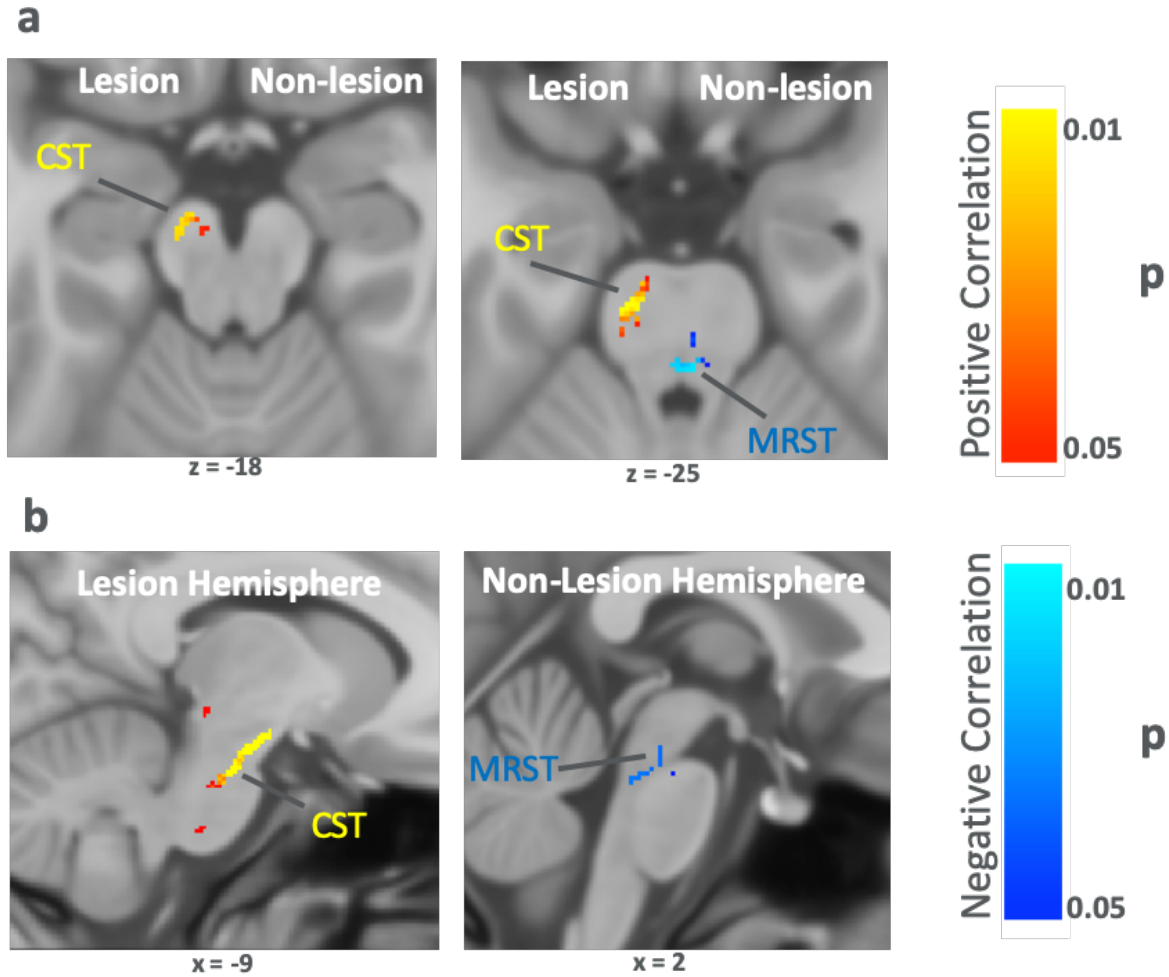 a
Lesion Non-lesion
CST
z = -18
Lesion Non-lesion
CST
MRST
z = -25
Positive Correlation
0.01
0.05
p
b
Lesion Hemisphere
CST
x = -9
Non-Lesion Hemisphere
MRST
x = 2
Negative Correlation
0.01
0.05
p